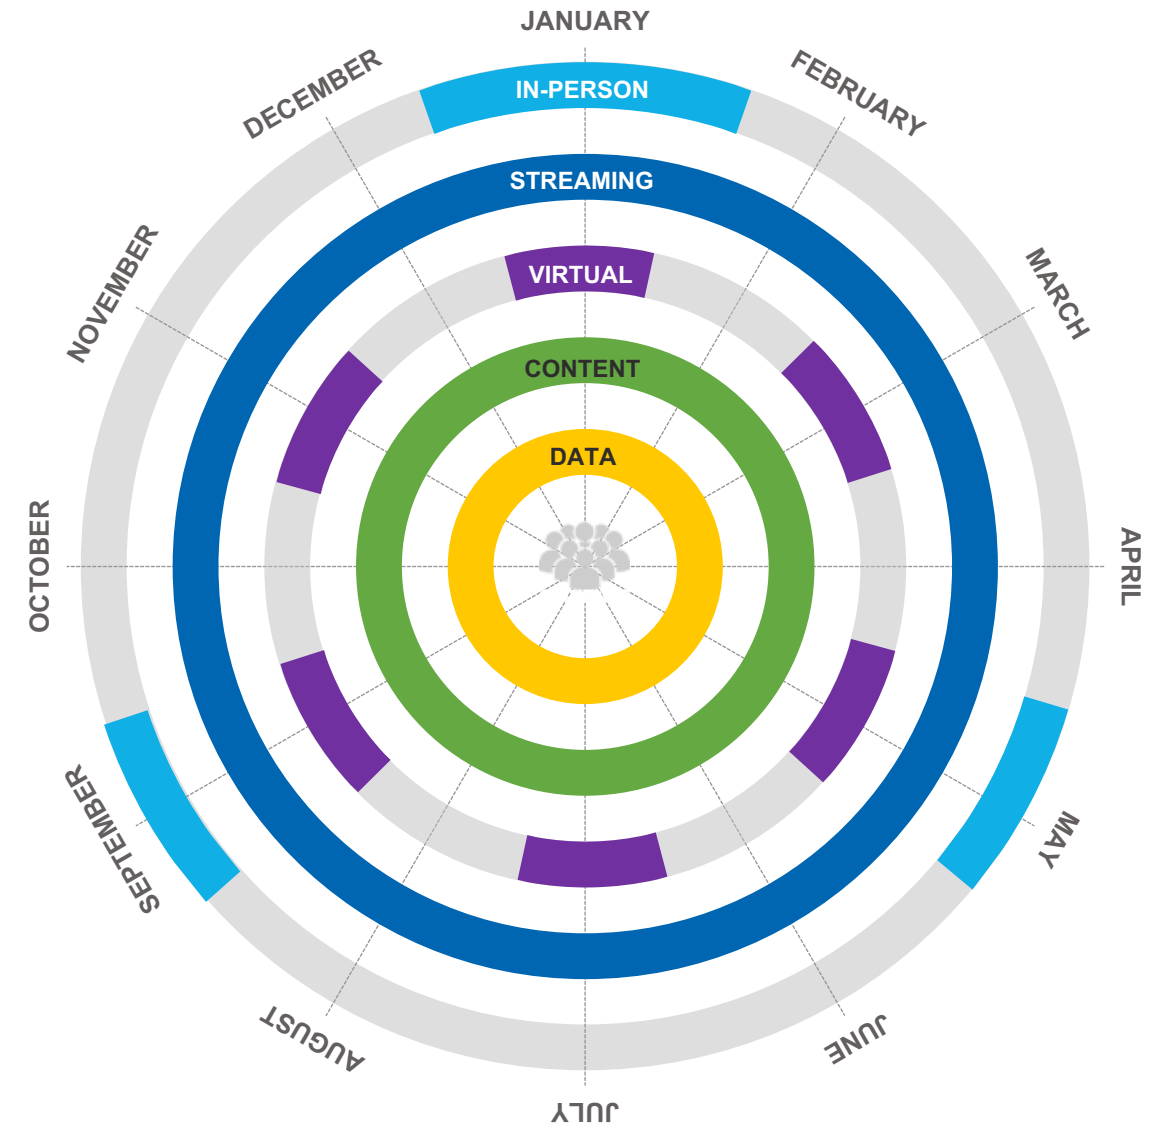 JANUARY
FEBRUARY
MARCH
APRIL
MAY
JUNE
JULY
AUGUST
SEPTEMBER
OCTOBER
NOVEMBER
DECEMBER
IN-PERSON
STREAMING
VIRTUAL
CONTENT
DATA